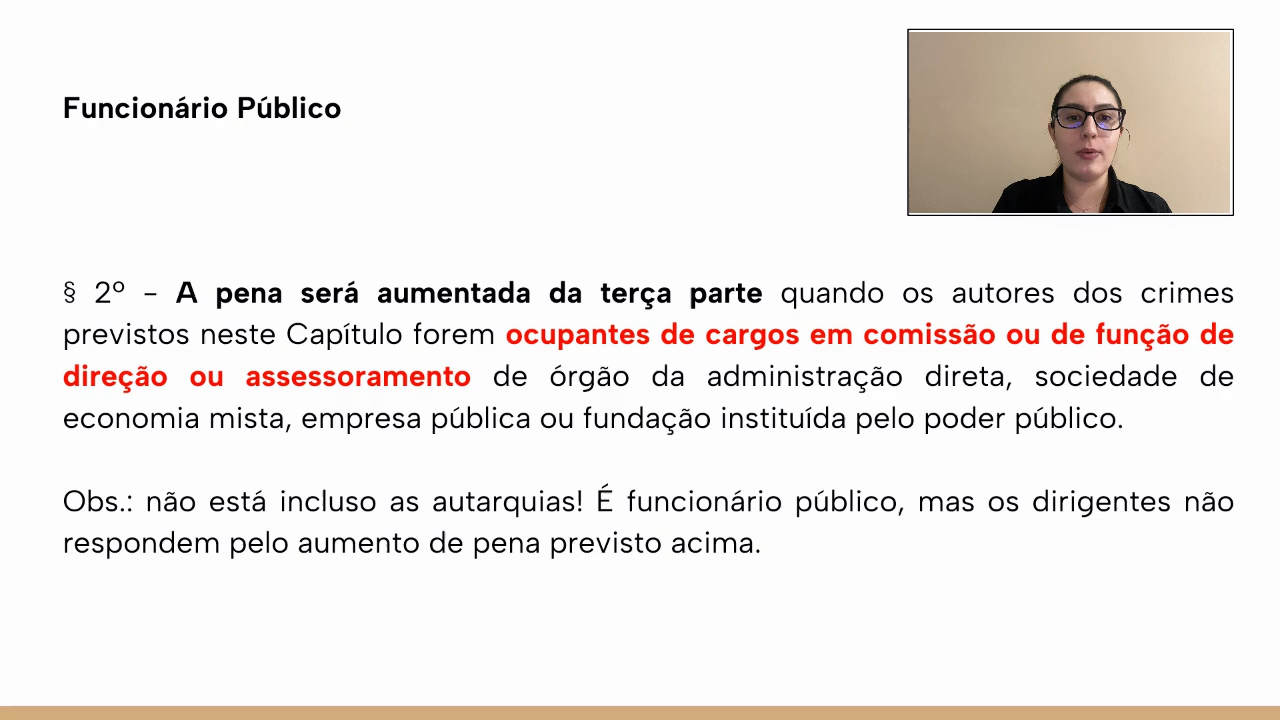 Funcionário Público
§ 2º - A pena será aumentada da terça parte quando os autores dos crimes
previstos neste Capítulo forem ocupantes de cargos em comissão ou de função de
direção ou assessoramento de órgão da administração direta, sociedade de
economia mista, empresa pública ou fundação instituída pelo poder público.
Obs.: não está incluso as autarquias! É funcionário público, mas os dirigentes não
respondem pelo aumento de pena previsto acima.